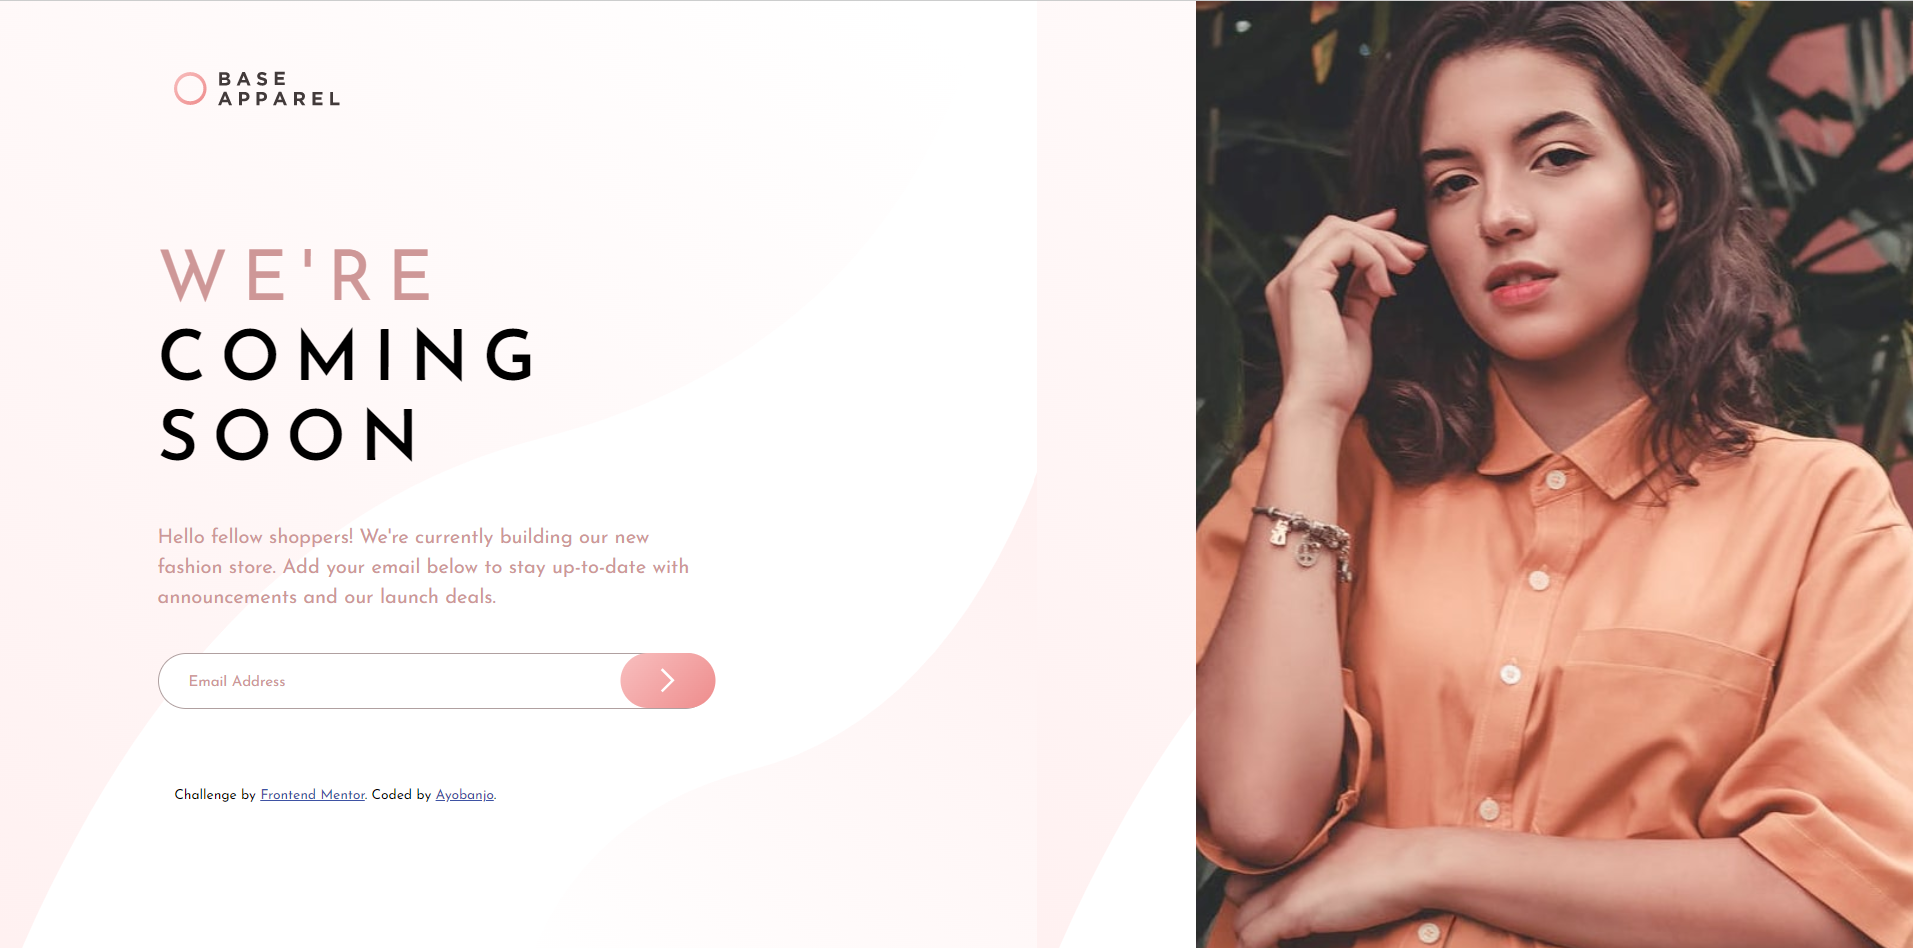 BASE
APPAREL
WE'RE
COMING
SOON
Hello fellow shoppers! We're currently building our new
fashion store. Add your email below to stay up-to-date with
announcements and our launch deals.
Email Address
Challenge by Frontend Mentor. Coded by Ayobanjo.